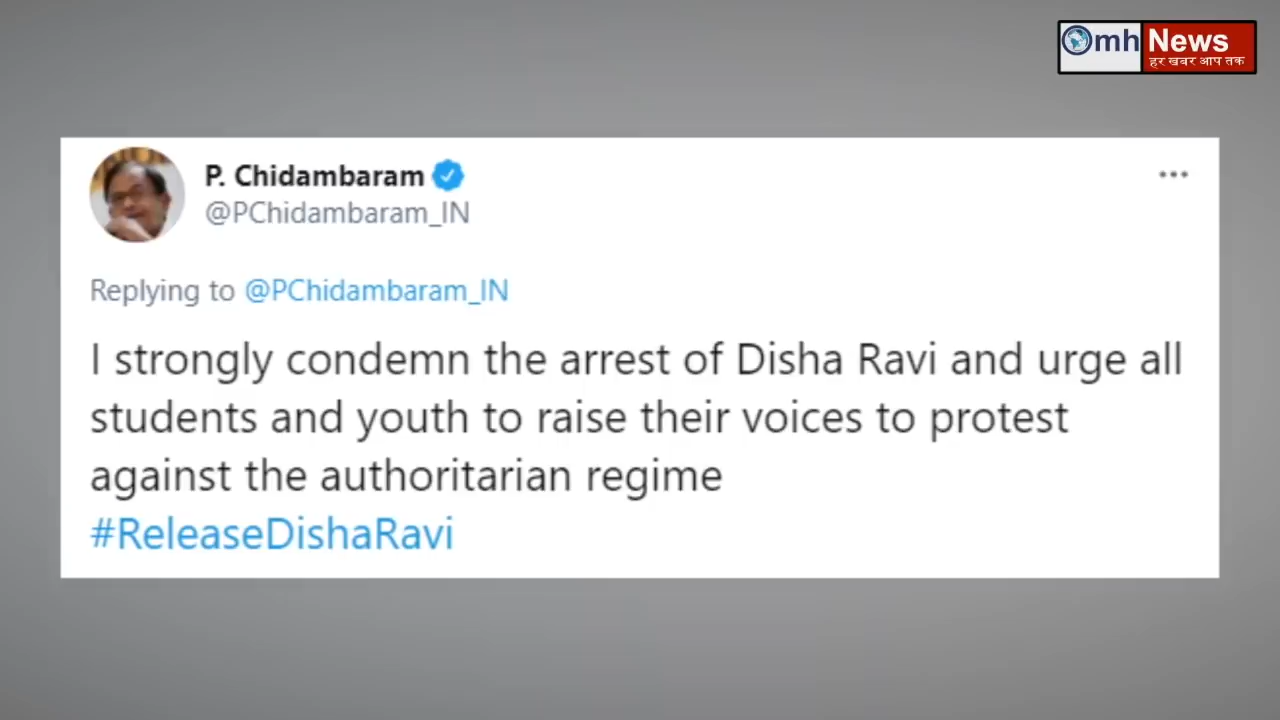 Omh News
हर खबर आप तक
P. Chidambaram
@PChidambaram_IN
Replying to @PChidambaram_IN
I strongly condemn the arrest of Disha Ravi and urge all
students and youth to raise their voices to protest
against the authoritarian regime
#ReleaseDishaRavi